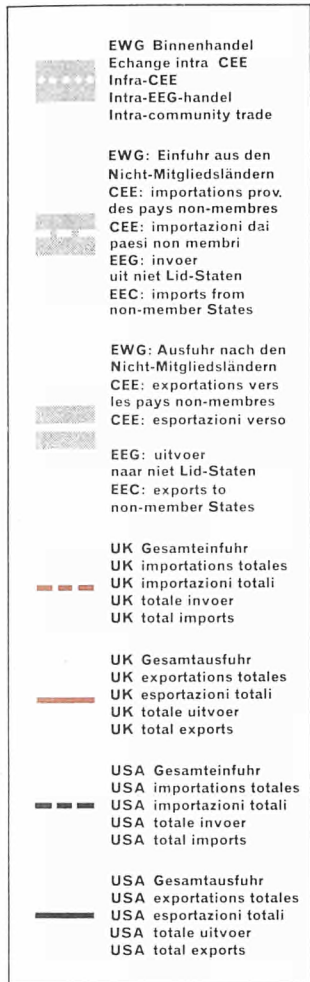 EWG Binnenhandel
Echange intra CEE
Infra-CEE
Intra-EEG-handel
Intra-community trade
EWG: Einfuhr aus den
Nicht-Mitgliedsländern
CEE: importations prov.
des pays non-membres
CEE: importazioni dai
paesi non membri
EEG: invoer
uit niet Lid-Staten
EEC: imports from
non-member States
EWG: Ausfuhr nach den
Nicht-Mitgliedsländern
CEE: exportations vers
les pays non-membres
CEE: esportazioni verso
EEG: uitvoer
naar niet Lid-Staten
EEC: exports to
non-member States
UK Gesamteinfuhr
UK importations totales
UK importazioni totali
UK totale invoer
UK total imports
UK Gesamtausfuhr
UK exportations totales
UK esportazioni totali
UK totale uitvoer
UK total exports
USA Gesamteinfuhr
USA importations totales
USA importazioni totali
USA totale invoer
USA total imports
USA Gesamtausfuhr
USA exportations totales
USA esportazioni totali
USA totale uitvoer
USA total exports